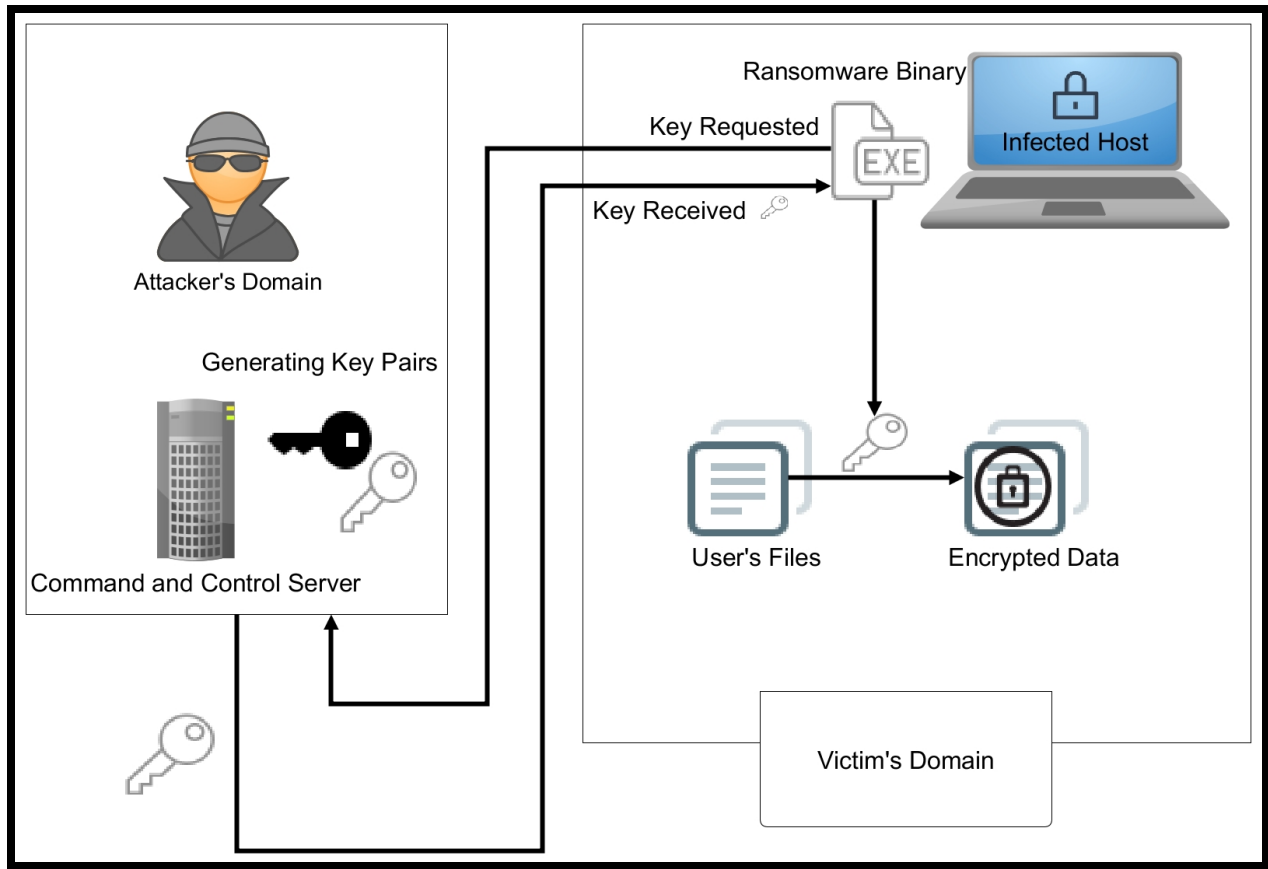 Attacker's Domain
Generating Key Pairs
Command and Control Server
Ransomware Binary
Key Requested
EXE
Infected Host
Key Received
User's Files
Encrypted Data
Victim's Domain